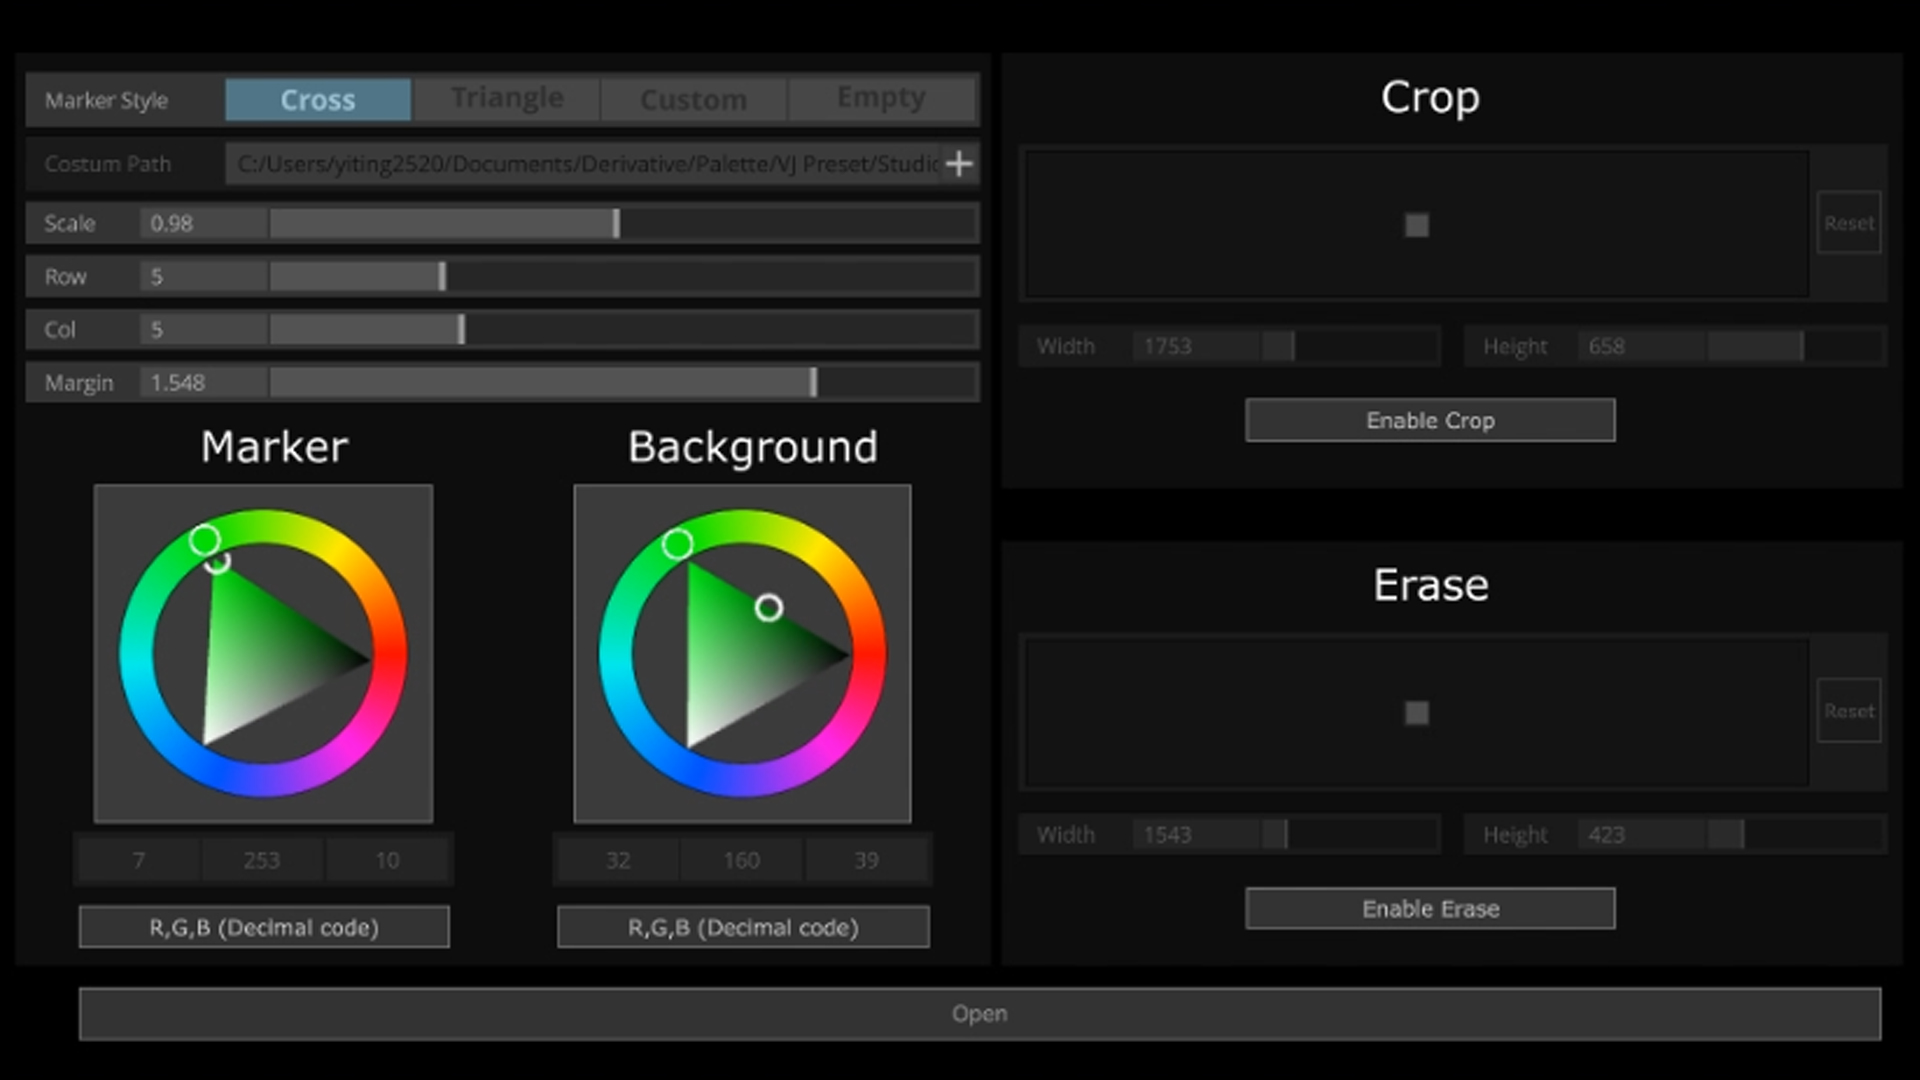 Marker Style Cross Triangle Custom Empty
Costum Path C:/Users/yiting2520/Documents/Derivative/Palette/VJ Preset/Studio +
Scale 0.98
Row 5
Col 5
Margin 1.548
Marker
7 253 10
R,G,B (Decimal code)
Background
32 160 39
R,G,B (Decimal code)
Crop
Reset
Width 1753 Height 658
Enable Crop
Erase
Reset
Width 1543 Height 423
Enable Erase
Open